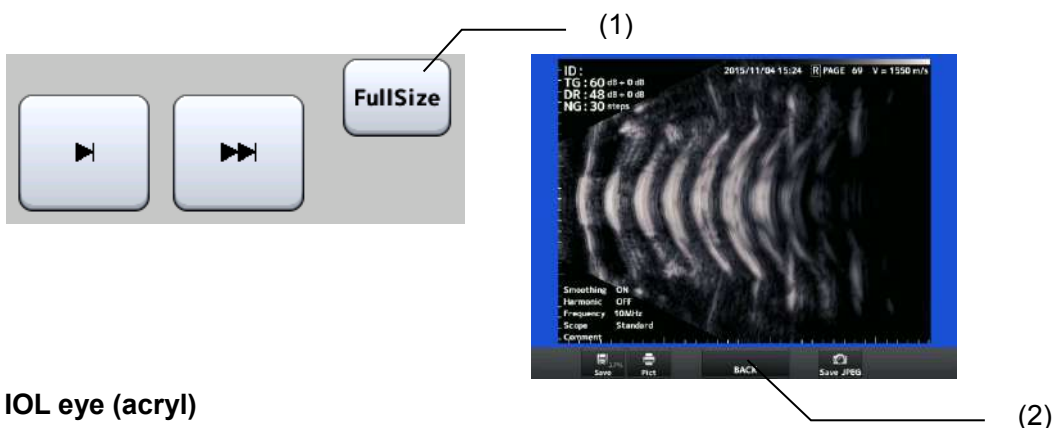 (1)
FullSize
ID :
2015/11/04 15:24 R PAGE 69 V = 1550 m/s
TG : 60 dB + 0 dB
DR : 48 dB + 0 dB
NG : 30 steps
Smoothing ON
Harmonic OFF
Frequency 10MHz
Scope Standard
Comment
Save Pict BACK Save JPEG
IOL eye (acryl)
(2)